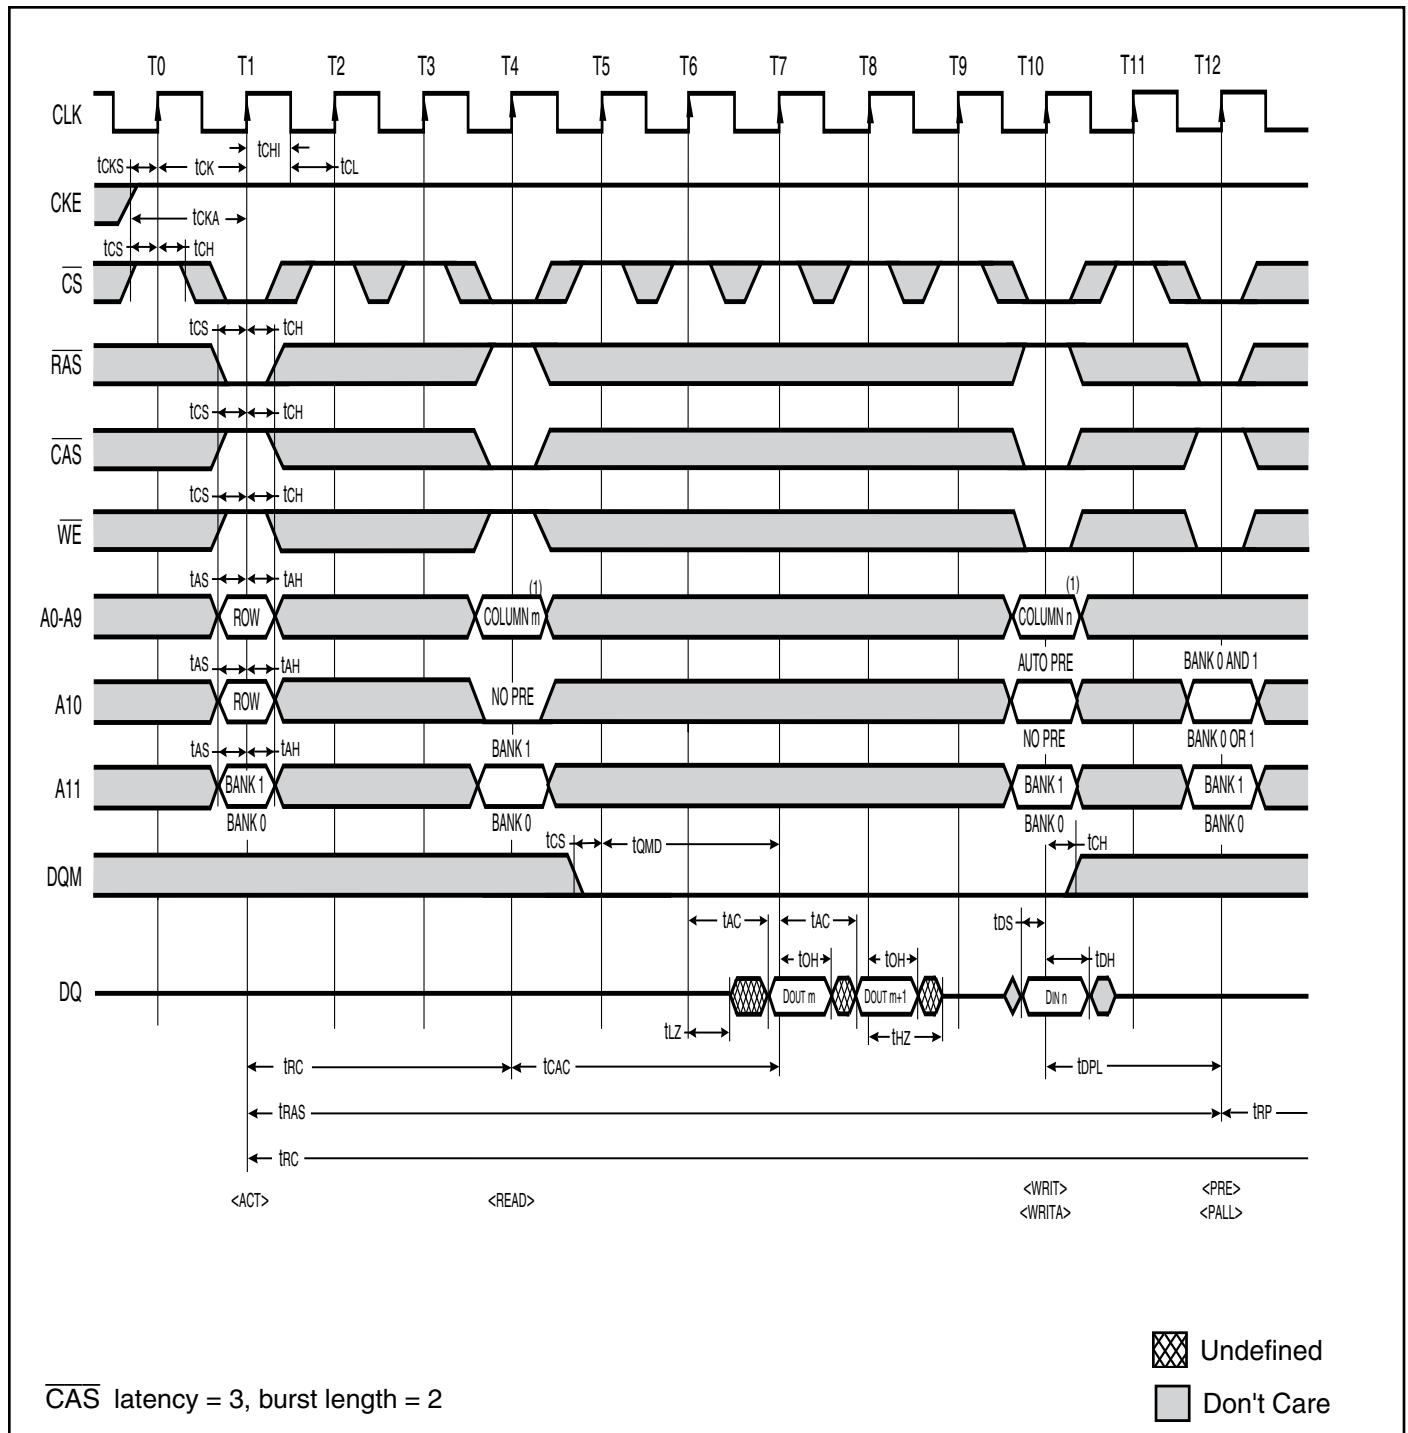 T0 T1 T2 T3 T4 T5 T6 T7 T8 T9 T10 T11 T12
CLK
tCHI
tCKS tCK tCL
CKE
tCKA
tCS tCH
CS
tCS tCH
RAS
tCS tCH
CAS
tCS tCH
WE
tAS tAH (1) (1)
A0-A9 ROW COLUMN m COLUMN n
tAS tAH AUTO PRE BANK 0 AND 1
A10 ROW NO PRE
BANK 1 NO PRE BANK 0 OR 1
tAS tAH
A11 BANK 1 BANK 1 BANK 1
BANK 0 BANK 0 BANK 0 BANK 0
tCS tQMD tCH
DQM
tAC tAC tDS
tOH tOH tDH
DQ DOUT m DOUT m+1 DIN n
tLZ tHZ
tRC tCAC tDPL
tRAS tRP
tRC
<ACT> <READ> <WRIT> <PRE>
<WRITA> <PALL>
Undefined
CAS latency = 3, burst length = 2
Don't Care